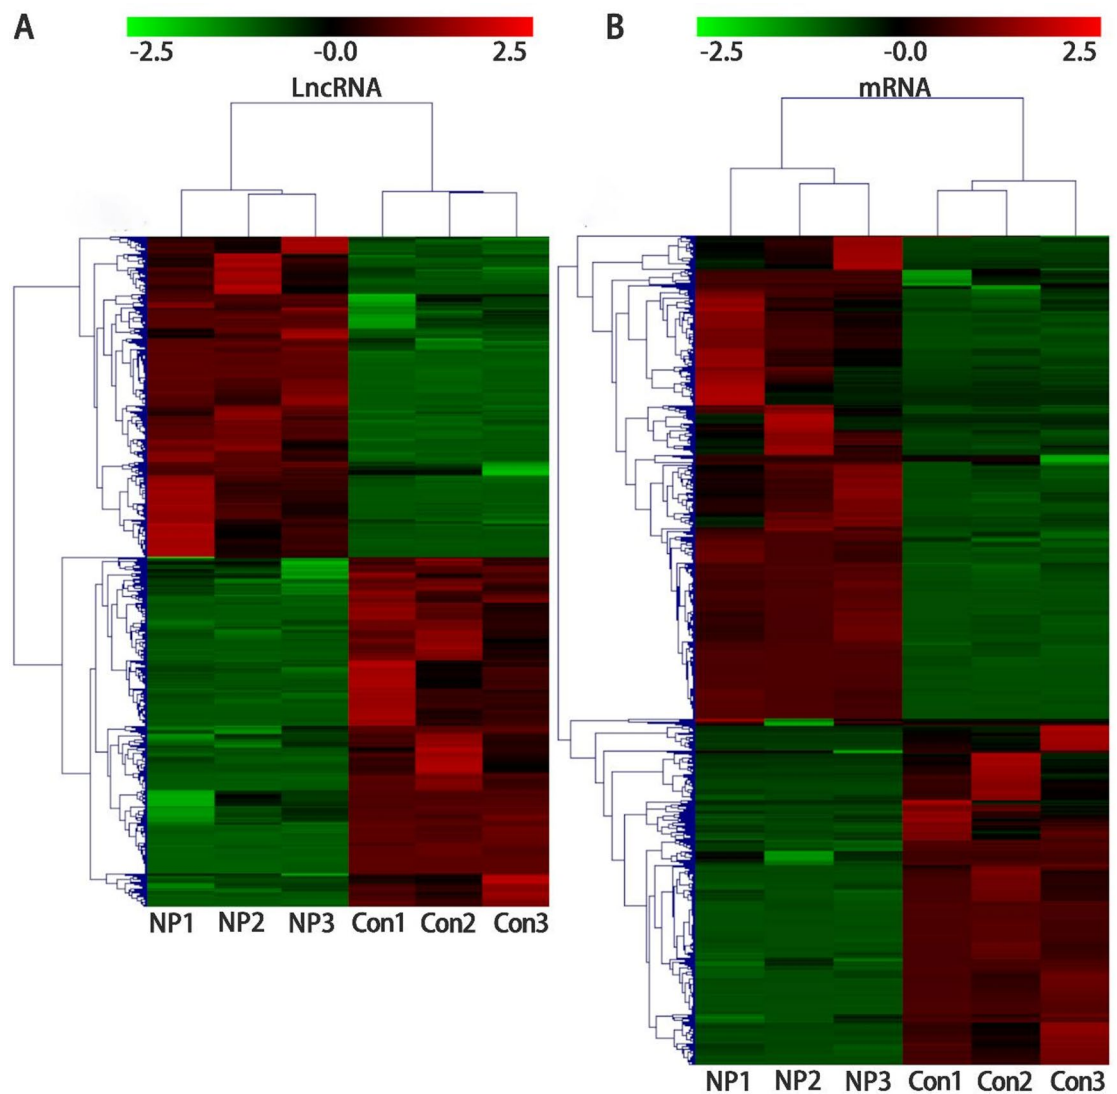 A
-2.5 -0.0 2.5
LncRNA
NP1 NP2 NP3 Con1 Con2 Con3
B
-2.5 -0.0 2.5
mRNA
NP1 NP2 NP3 Con1 Con2 Con3